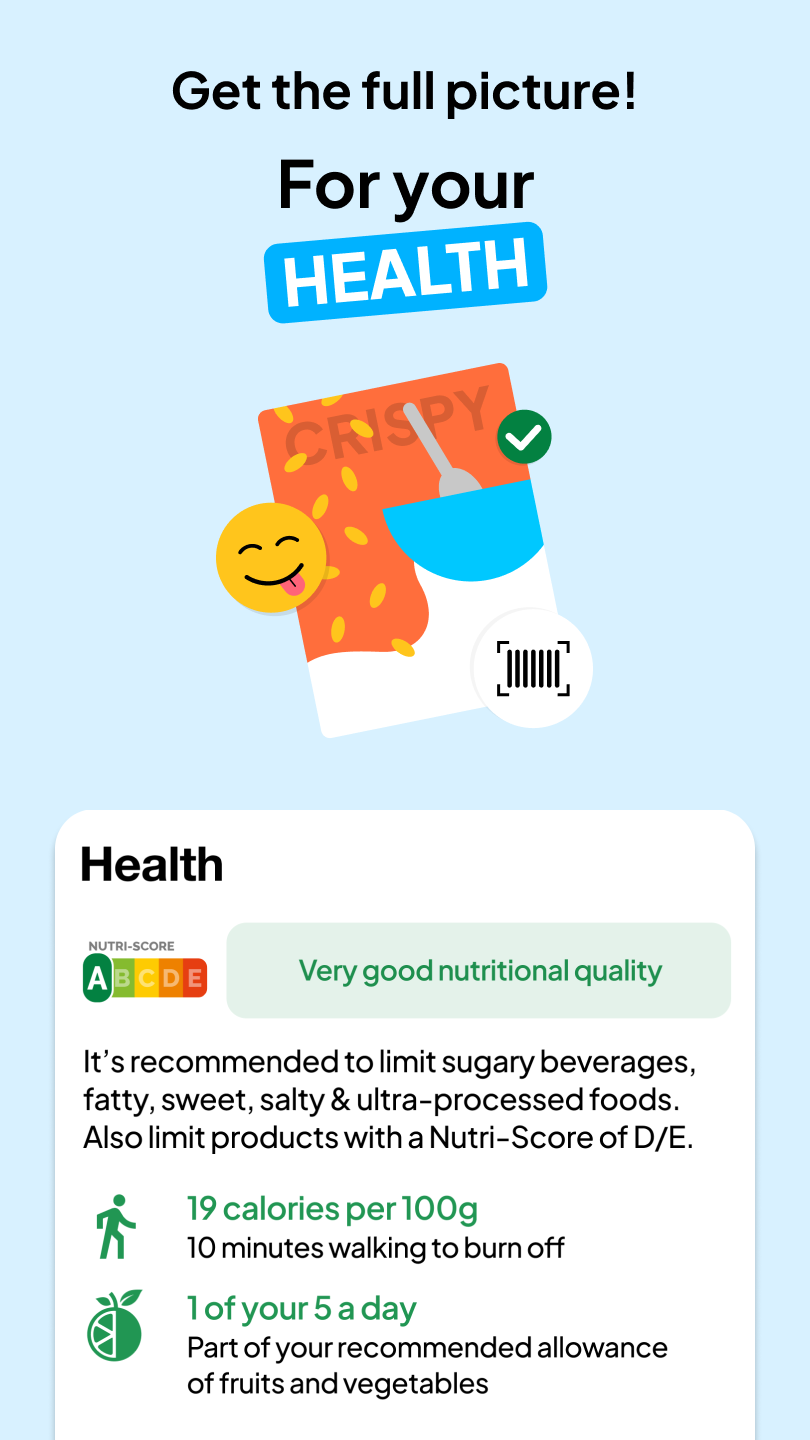 Get the full picture!
For your
HEALTH
CRISPY
Health
NUTRI-SCORE
A B C D E
Very good nutritional quality
It’s recommended to limit sugary beverages,
fatty, sweet, salty & ultra-processed foods.
Also limit products with a Nutri-Score of D/E.
19 calories per 100g
10 minutes walking to burn off
1 of your 5 a day
Part of your recommended allowance
of fruits and vegetables